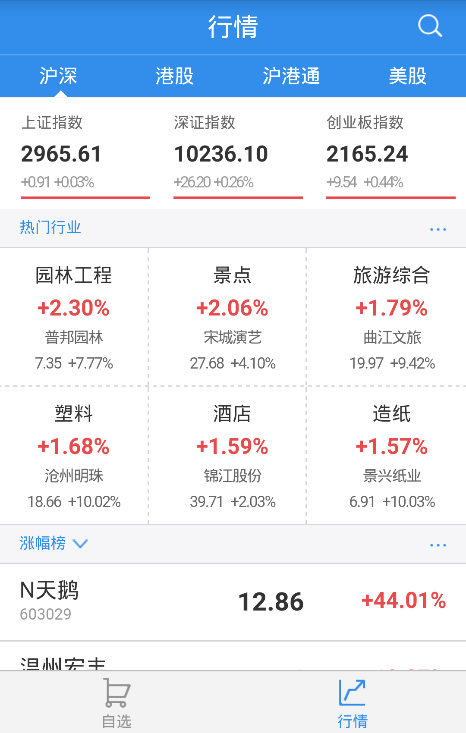 行情
沪深 港股 沪港通 美股
上证指数 深证指数 创业板指数
2965.61 10236.10 2165.24
+0.91 +0.03% +26.20 +0.26% +9.54 +0.44%
热门行业
园林工程 景点 旅游综合
+2.30% +2.06% +1.79%
普邦园林 宋城演艺 曲江文旅
7.35 +7.77% 27.68 +4.10% 19.97 +9.42%
塑料 酒店 造纸
+1.68% +1.59% +1.57%
沧州明珠 锦江股份 景兴纸业
18.66 +10.02% 39.71 +2.03% 6.91 +10.03%
涨幅榜
N天鹅 12.86 +44.01%
603029
温州宏丰
自选 行情